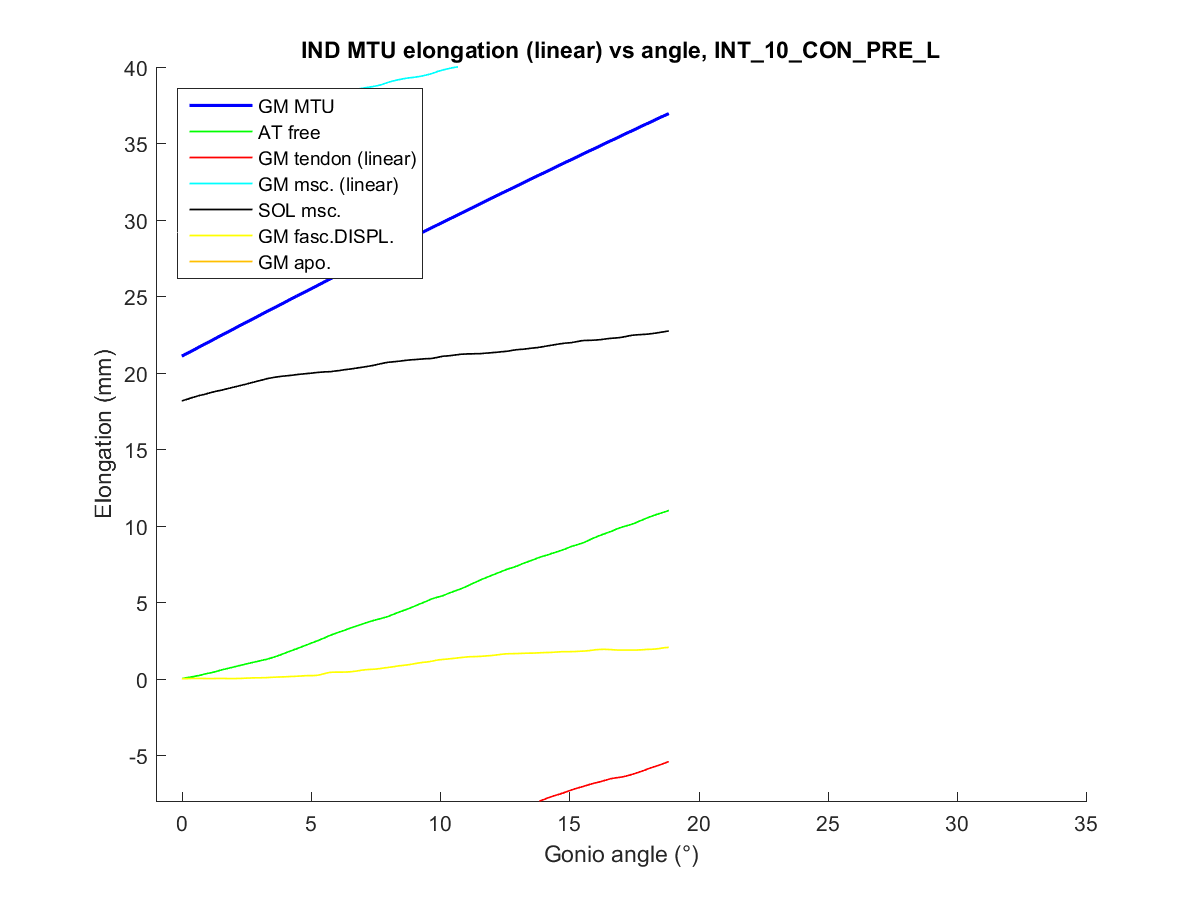 IND MTU elongation (linear) vs angle, INT_10_CON_PRE_L
40
35
30
25
20
15
10
5
0
-5
Elongation (mm)
GM MTU
AT free
GM tendon (linear)
GM msc. (linear)
SOL msc.
GM fasc.DISPL.
GM apo.
0 5 10 15 20 25 30 35
Gonio angle (°)